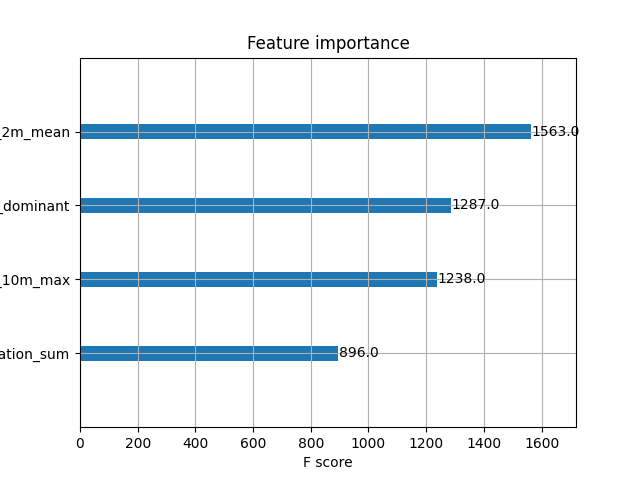 Feature importance
_2m_mean
1563.0
_dominant
1287.0
_10m_max
1238.0
ation_sum
896.0
0 200 400 600 800 1000 1200 1400 1600
F score